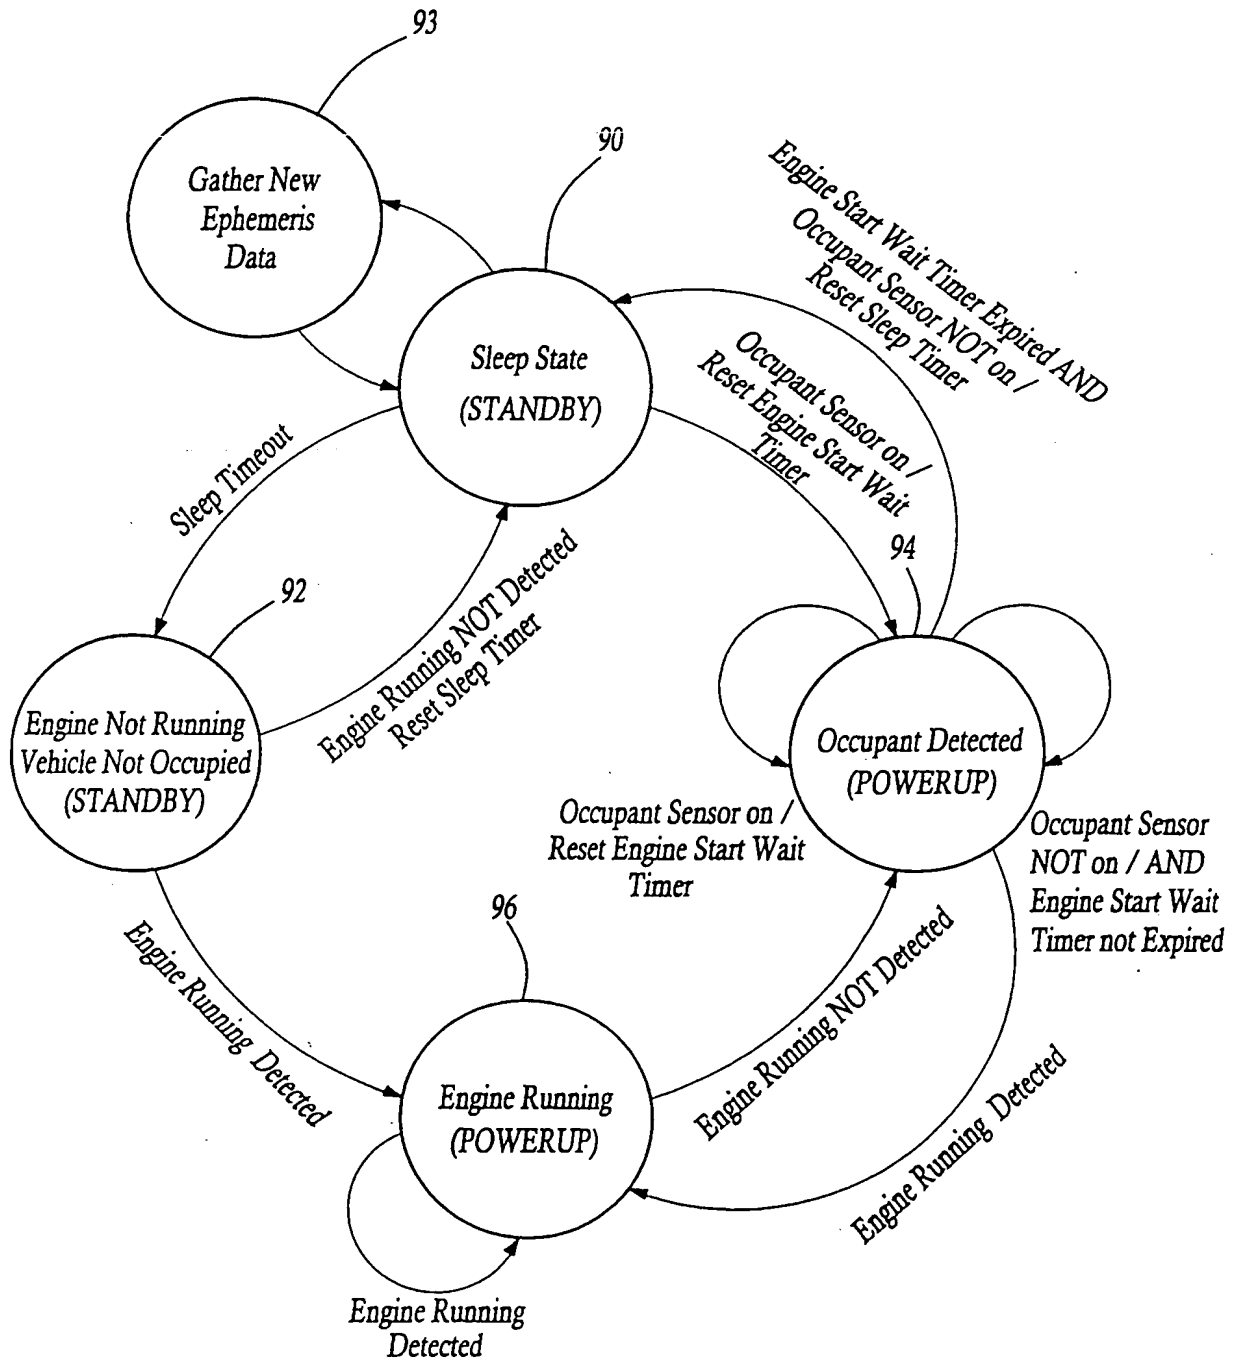 93
90
Gather New
Ephemeris
Data
Engine Start Wait Timer Expired AND
Occupant Sensor NOT on /
Reset Sleep Timer
Sleep State
(STANDBY)
Occupant Sensor on /
Reset Engine Start Wait
Timer
Sleep Timeout
94
92
Engine Running NOT Detected
Reset Sleep Timer
Engine Not Running
Vehicle Not Occupied
(STANDBY)
Occupant Detected
(POWERUP)
Occupant Sensor on /
Reset Engine Start Wait
Timer
Occupant Sensor
NOT on / AND
Engine Start Wait
Timer not Expired
96
Engine Running Detected
Engine Running NOT Detected
Engine Running
(POWERUP)
Engine Running Detected
Engine Running
Detected